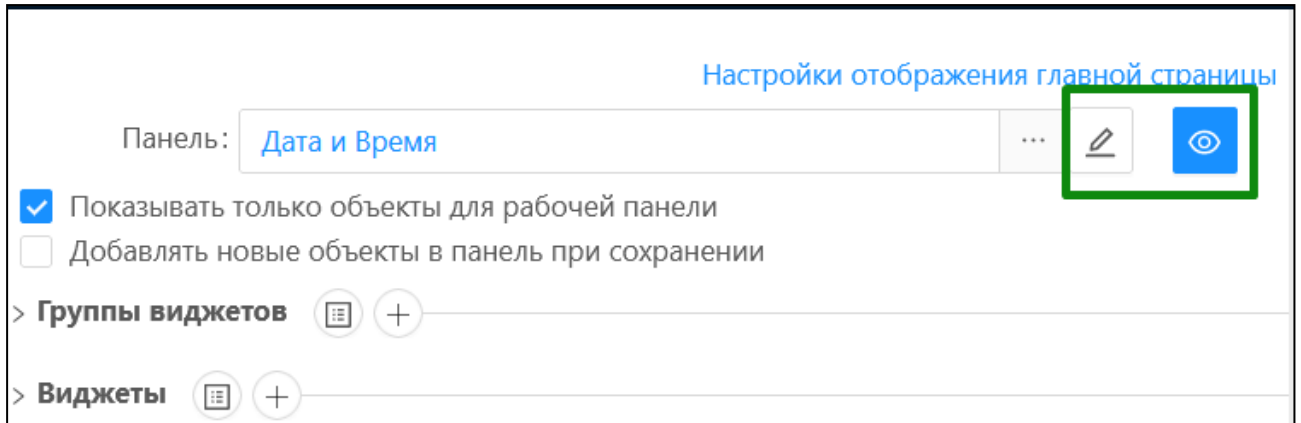 Настройки отображения главной страницы
Панель: Дата и Время ...
Показывать только объекты для рабочей панели
Добавлять новые объекты в панель при сохранении
> Группы виджетов
> Виджеты